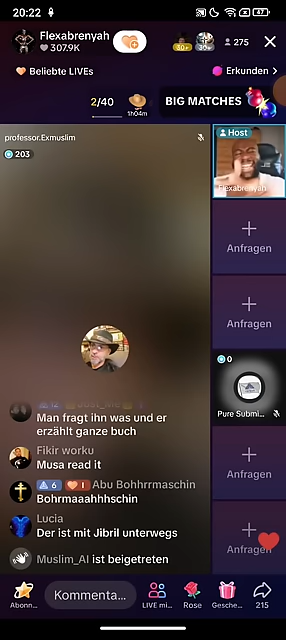 20:22
47
Flexabrenyah
307.9K
30+
30+
275
Beliebte LIVEs
Erkunden
2/40
1h04m
BIG MATCHES
professor.Exmuslim
203
Host
Flexabrenyah
Anfragen
Anfragen
0
Pure Submi...
Anfragen
Anfragen
Man fragt ihn was und er
erzählt ganze buch
Fikir worku
Musa read it
6 1 Abu Bohhrrmaschin
Bohrmaaahhhschin
Lucia
Der ist mit Jibril unterwegs
Muslim_AI ist beigetreten
Abonn...
Kommenta...
LIVE mi...
Rose
Gesche...
215